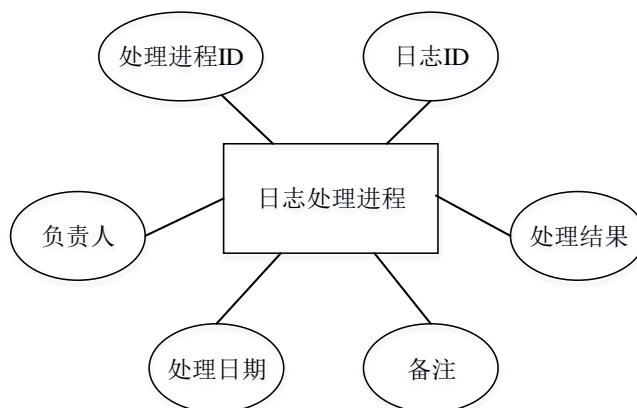 处理进程ID
日志ID
日志处理进程
负责人
处理结果
处理日期
备注